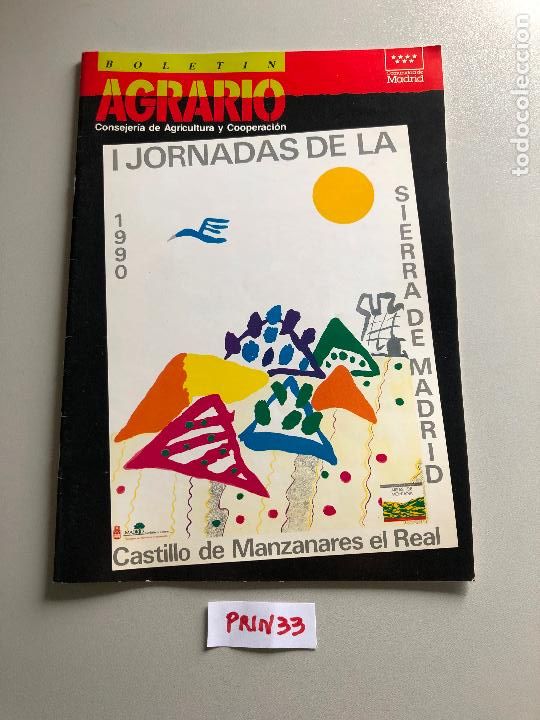 BOLETIN
AGRARIO
Consejería de Agricultura y Cooperación
Comunidad de
Madrid
I JORNADAS DE LA
SIERRA DE MADRID
1990
Castillo de Manzanares el Real
PRIN33
todocoleccion